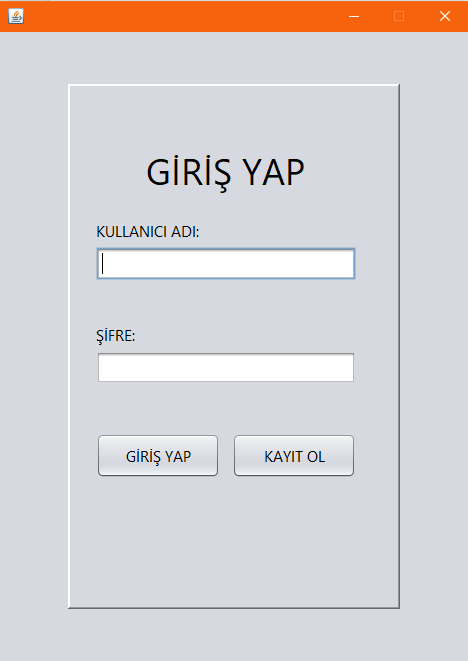 GİRİŞ YAP
KULLANICI ADI:
ŞİFRE:
GİRİŞ YAP
KAYIT OL